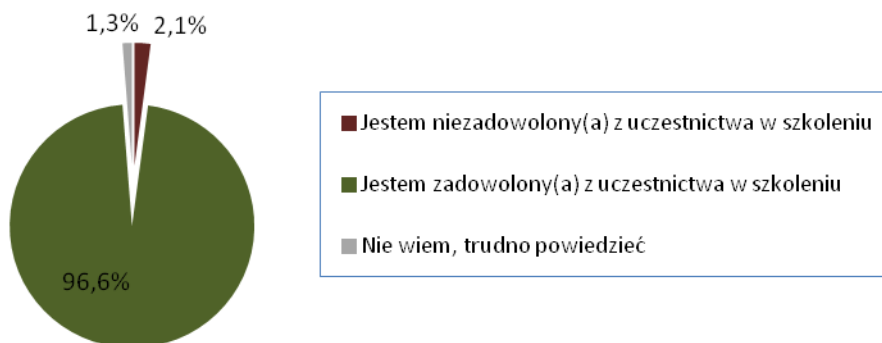 1,3% 2,1%
Jestem niezadowolony(a) z uczestnictwa w szkoleniu
Jestem zadowolony(a) z uczestnictwa w szkoleniu
Nie wiem, trudno powiedzieć
96,6%